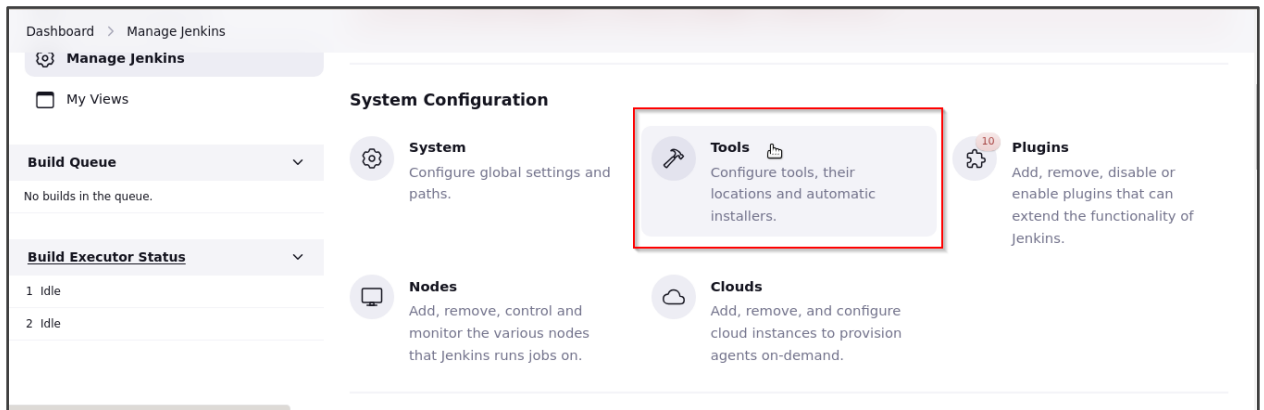 Dashboard > Manage Jenkins
Manage Jenkins
My Views
Build Queue
No builds in the queue.
Build Executor Status
1 Idle
2 Idle
System Configuration
System
Configure global settings and
paths.
Tools
Configure tools, their
locations and automatic
installers.
10
Plugins
Add, remove, disable or
enable plugins that can
extend the functionality of
Jenkins.
Nodes
Add, remove, control and
monitor the various nodes
that Jenkins runs jobs on.
Clouds
Add, remove, and configure
cloud instances to provision
agents on-demand.